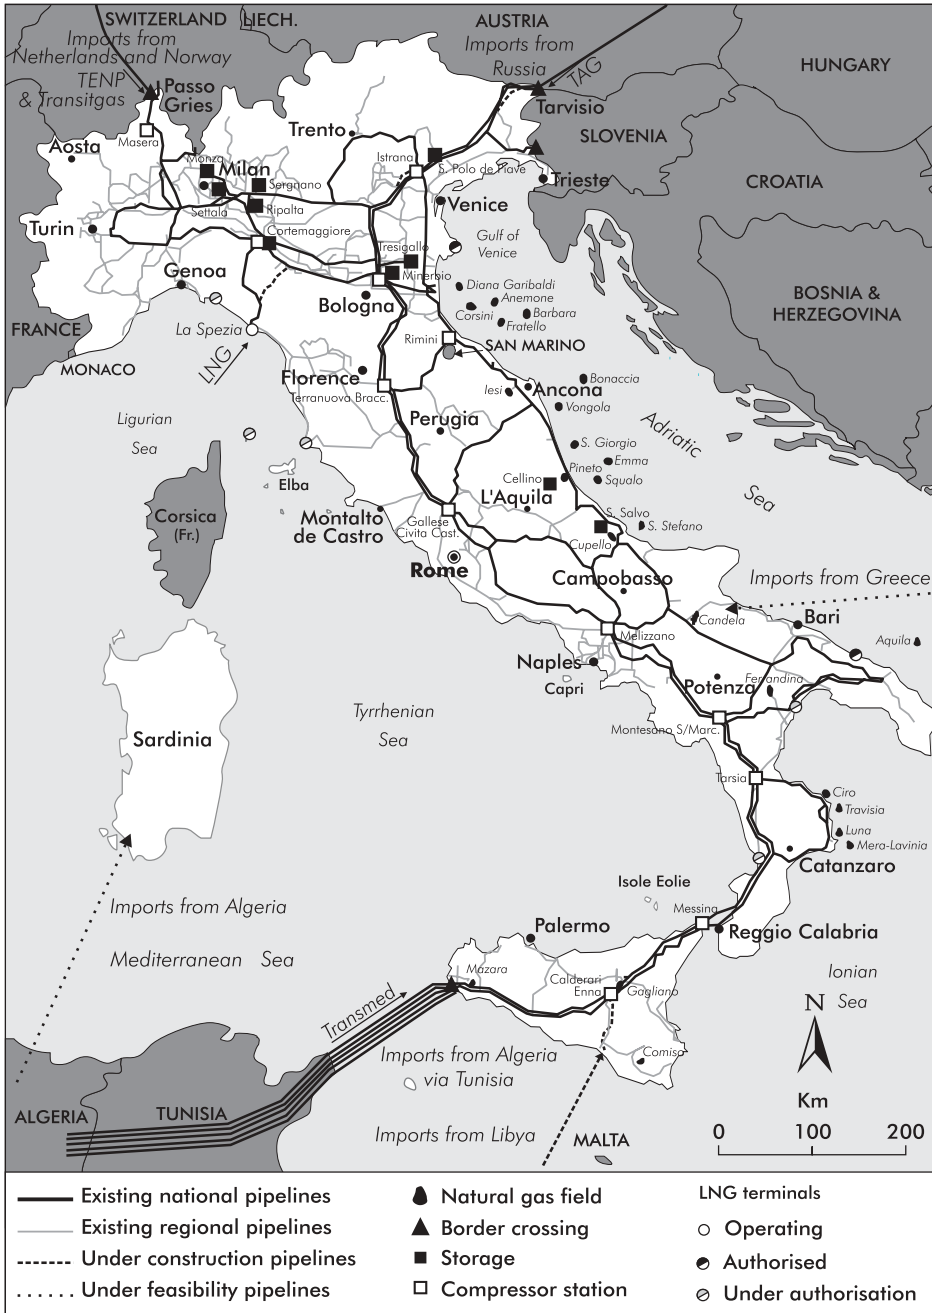 SWITZERLAND
LIECH.
AUSTRIA
Imports from
Netherlands and Norway
TENP
& Transitgas
Imports from
Russia
TAG
HUNGARY
Passo
Gries
Tarvisio
SLOVENIA
Masera
Trento
Aosta
Monza
Milan
Istrana
S. Polo de Piave
Trieste
CROATIA
Sergnano
Settala
Ripalta
Venice
Turin
Cortemaggiore
Tresigallo
Gulf of
Venice
Genoa
Minerbio
Diana Garibaldi
Anemone
Bologna
Corsini
Barbara
Fratello
BOSNIA &
HERZEGOVINA
FRANCE
La Spezia
Rimini
SAN MARINO
MONACO
LNG
Florence
Terranuova Bracc.
Iesi
Ancona
Bonaccia
Vongola
Ligurian
Sea
Perugia
Adriatic
Sea
S. Giorgio
Emma
Pineto
Squalo
Elba
Cellino
L'Aquila
Corsica
(Fr.)
Montalto
de Castro
Gallese
Civita Cast.
S. Salvo
S. Stefano
Cupello
Rome
Campobasso
Imports from Greece
Candela
Bari
Melizzano
Aquila
Naples
Capri
Potenza
Ferrandina
Tyrrhenian
Sea
Montesano S/Marc.
Sardinia
Tarsia
Ciro
Travisia
Luna
Mera-Lavinia
Catanzaro
Isole Eolie
Imports from Algeria
Messina
Palermo
Reggio Calabria
Mediterranean Sea
Mazara
Calderari
Enna
Gagliano
Ionian
Sea
Transmed
N
Imports from Algeria
via Tunisia
Comiso
Km
ALGERIA
TUNISIA
Imports from Libya
MALTA
0 100 200
Existing national pipelines
Existing regional pipelines
Under construction pipelines
Under feasibility pipelines
Natural gas field
Border crossing
Storage
Compressor station
LNG terminals
Operating
Authorised
Under authorisation